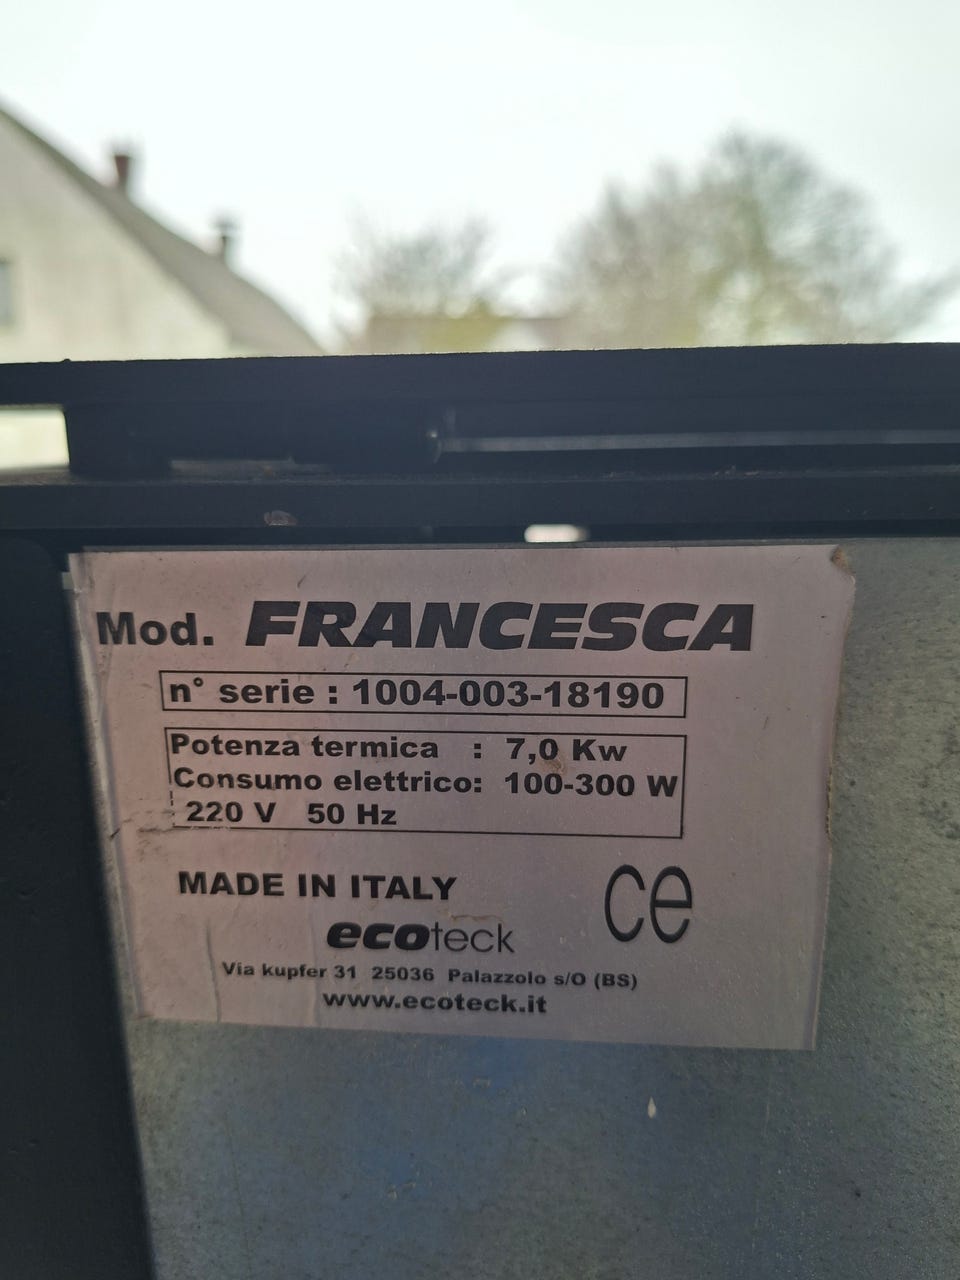 Mod. FRANCESCA
n° serie : 1004-003-18190
Potenza termica : 7,0 Kw
Consumo elettrico: 100-300 W
220 V 50 Hz
MADE IN ITALY
CE
ecoteck
Via kupfer 31 25036 Palazzolo s/O (BS)
www.ecoteck.it